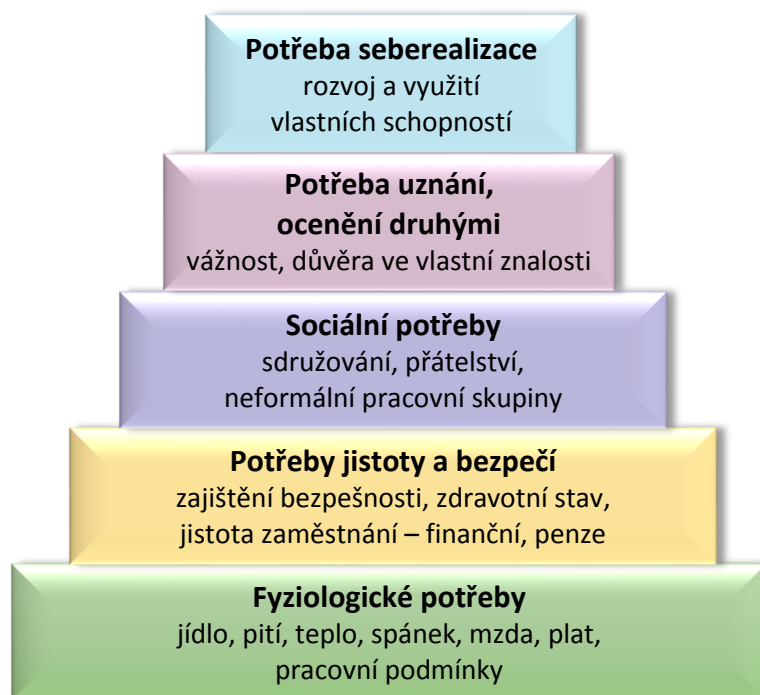 Potřeba seberealizace
rozvoj a využití
vlastních schopností
Potřeba uznání,
ocenění druhými
vážnost, důvěra ve vlastní znalosti
Sociální potřeby
sdružování, přátelství,
neformální pracovní skupiny
Potřeby jistoty a bezpečí
zajištění bezpešnosti, zdravotní stav,
jistota zaměstnání – finanční, penze
Fyziologické potřeby
jídlo, pití, teplo, spánek, mzda, plat,
pracovní podmínky